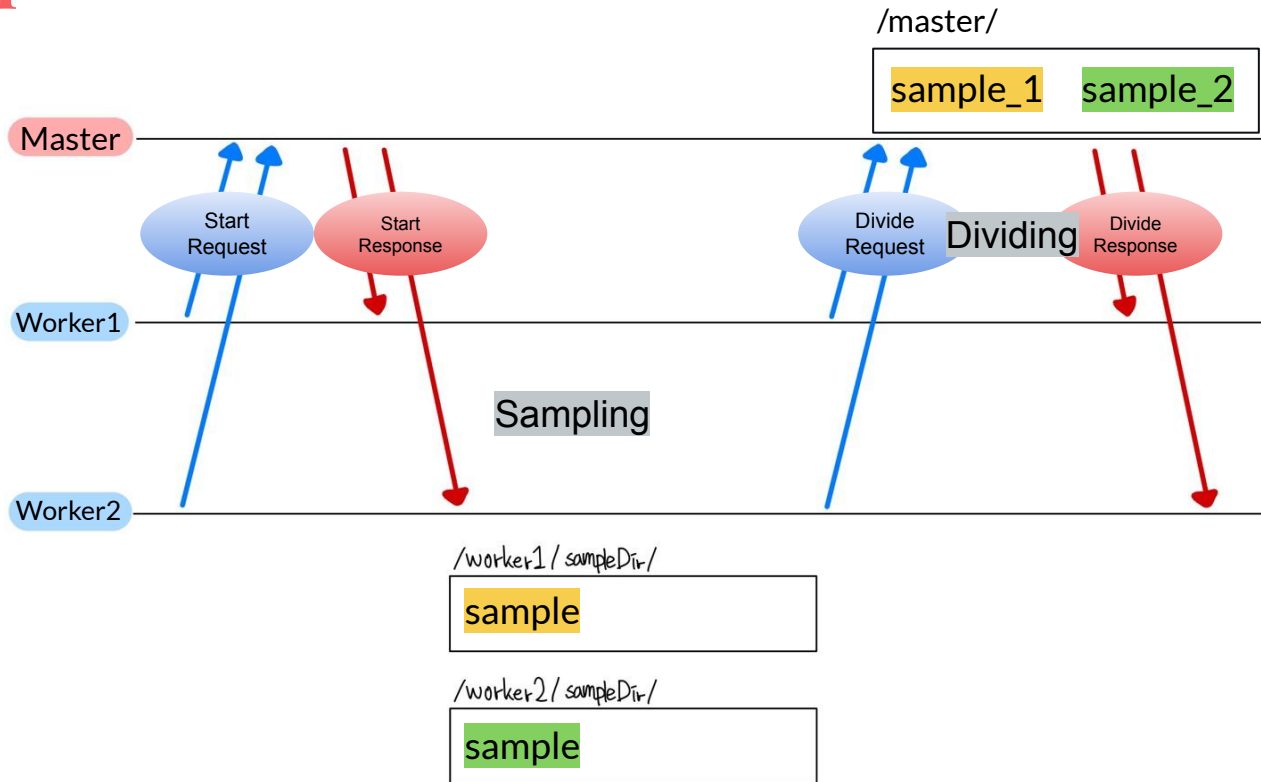 /master/
sample_1 sample_2
Master
Start
Request
Start
Response
Divide
Request
Dividing
Divide
Response
Worker1
Sampling
Worker2
/worker1/sampleDir/
sample
/worker2/sampleDir/
sample